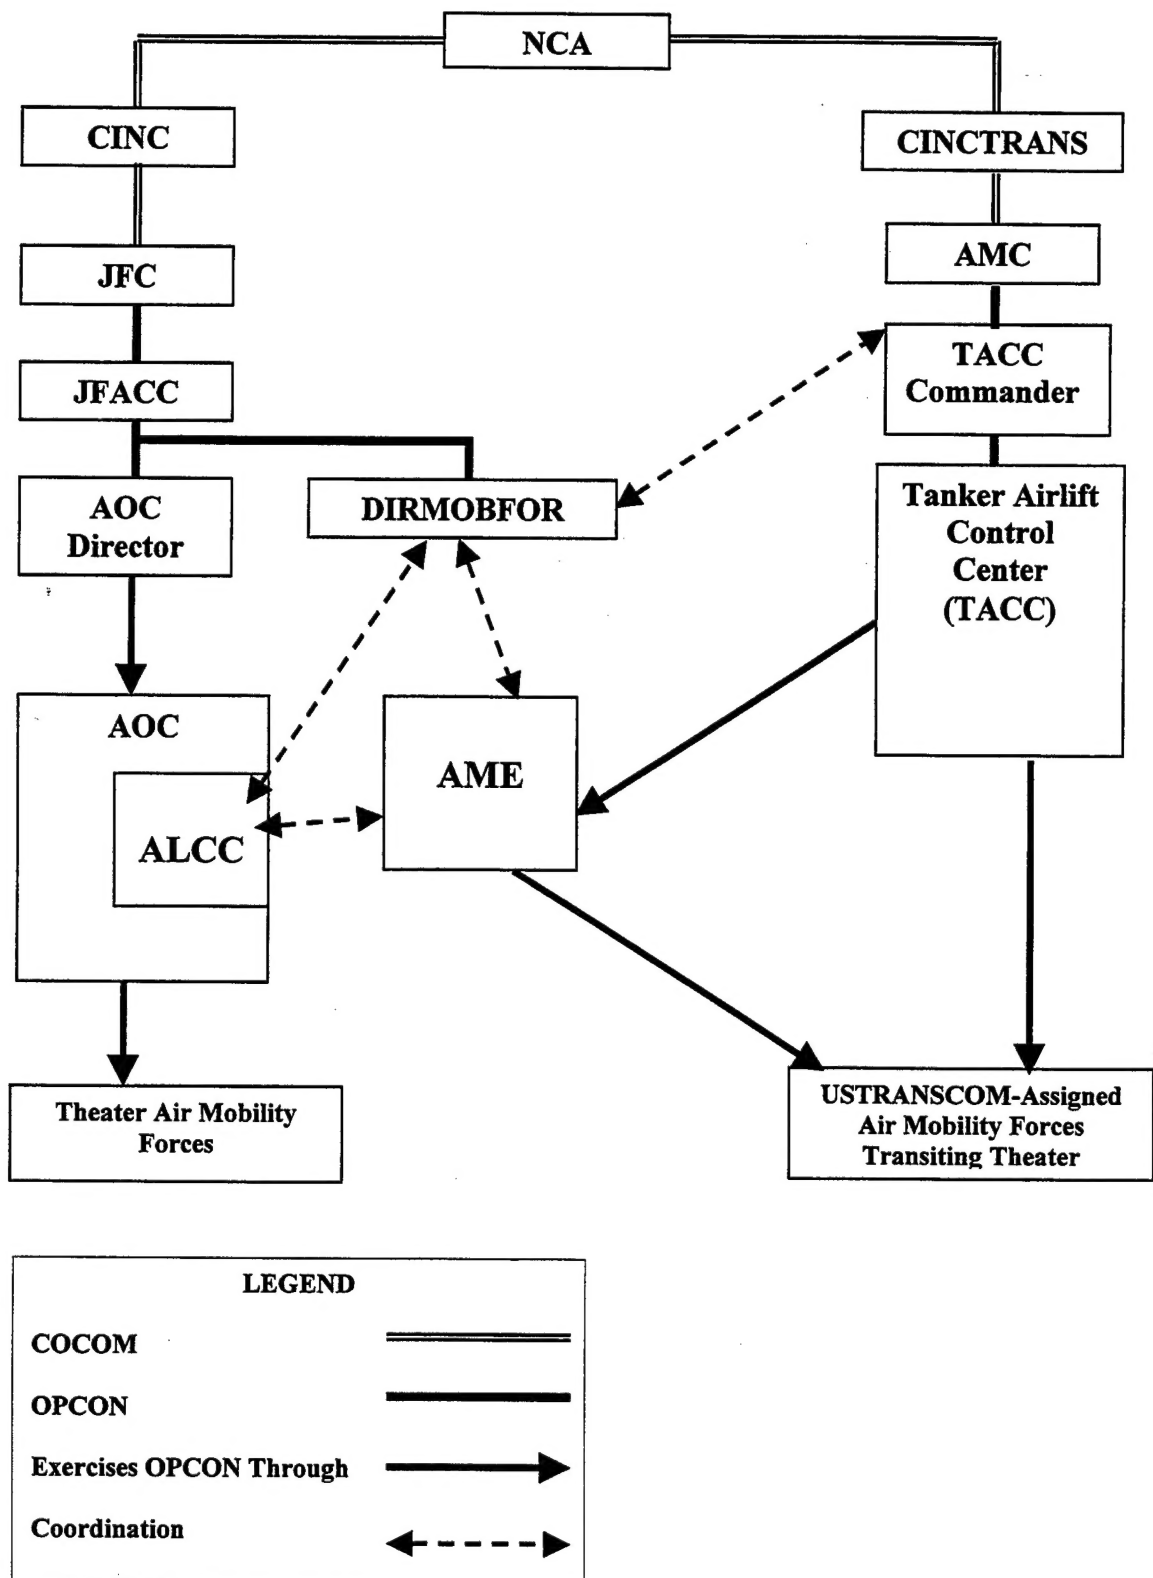 NCA
CINC
CINCTRANS
JFC
AMC
JFACC
TACC
Commander
AOC
Director
DIRMOBFOR
Tanker Airlift
Control
Center
(TACC)
AOC
ALCC
AME
Theater Air Mobility
Forces
USTRANSCOM-Assigned
Air Mobility Forces
Transiting Theater
LEGEND
COCOM
OPCON
Exercises OPCON Through
Coordination